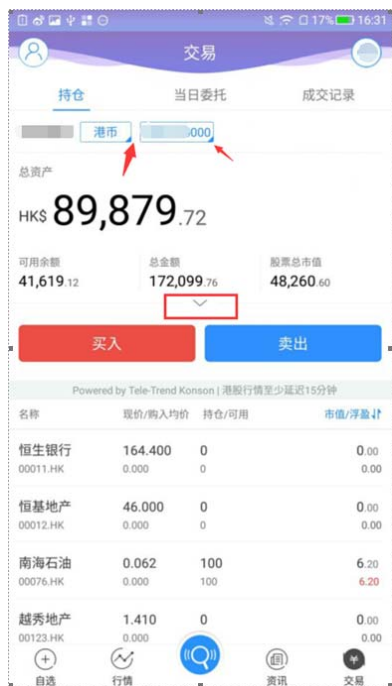 17% 16:31
交易
持仓 当日委托 成交记录
港币 000
总资产
HK$ 89,879.72
可用余额 总金额 股票总市值
41,619.12 172,099.76 48,260.60
买入 卖出
Powered by Tele-Trend Konson | 港股行情至少延迟15分钟
名称 现价/购入均价 持仓/可用 市值/浮盈
恒生银行 164.400 0 0.00
00011.HK 0.000 0 0.00
恒基地产 46.000 0 0.00
00012.HK 0.000 0 0.00
南海石油 0.062 100 6.20
00076.HK 0.000 100 6.20
越秀地产 1.410 0 0.00
00123.HK 0.000 0 0.00
自选 行情 资讯 交易